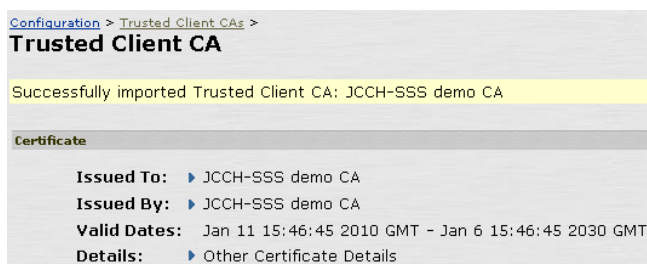 Configuration > Trusted Client CAs >
Trusted Client CA
Successfully imported Trusted Client CA: JCCH-SSS demo CA
Certificate
Issued To: JCCH-SSS demo CA
Issued By: JCCH-SSS demo CA
Valid Dates: Jan 11 15:46:45 2010 GMT - Jan 6 15:46:45 2030 GMT
Details: Other Certificate Details